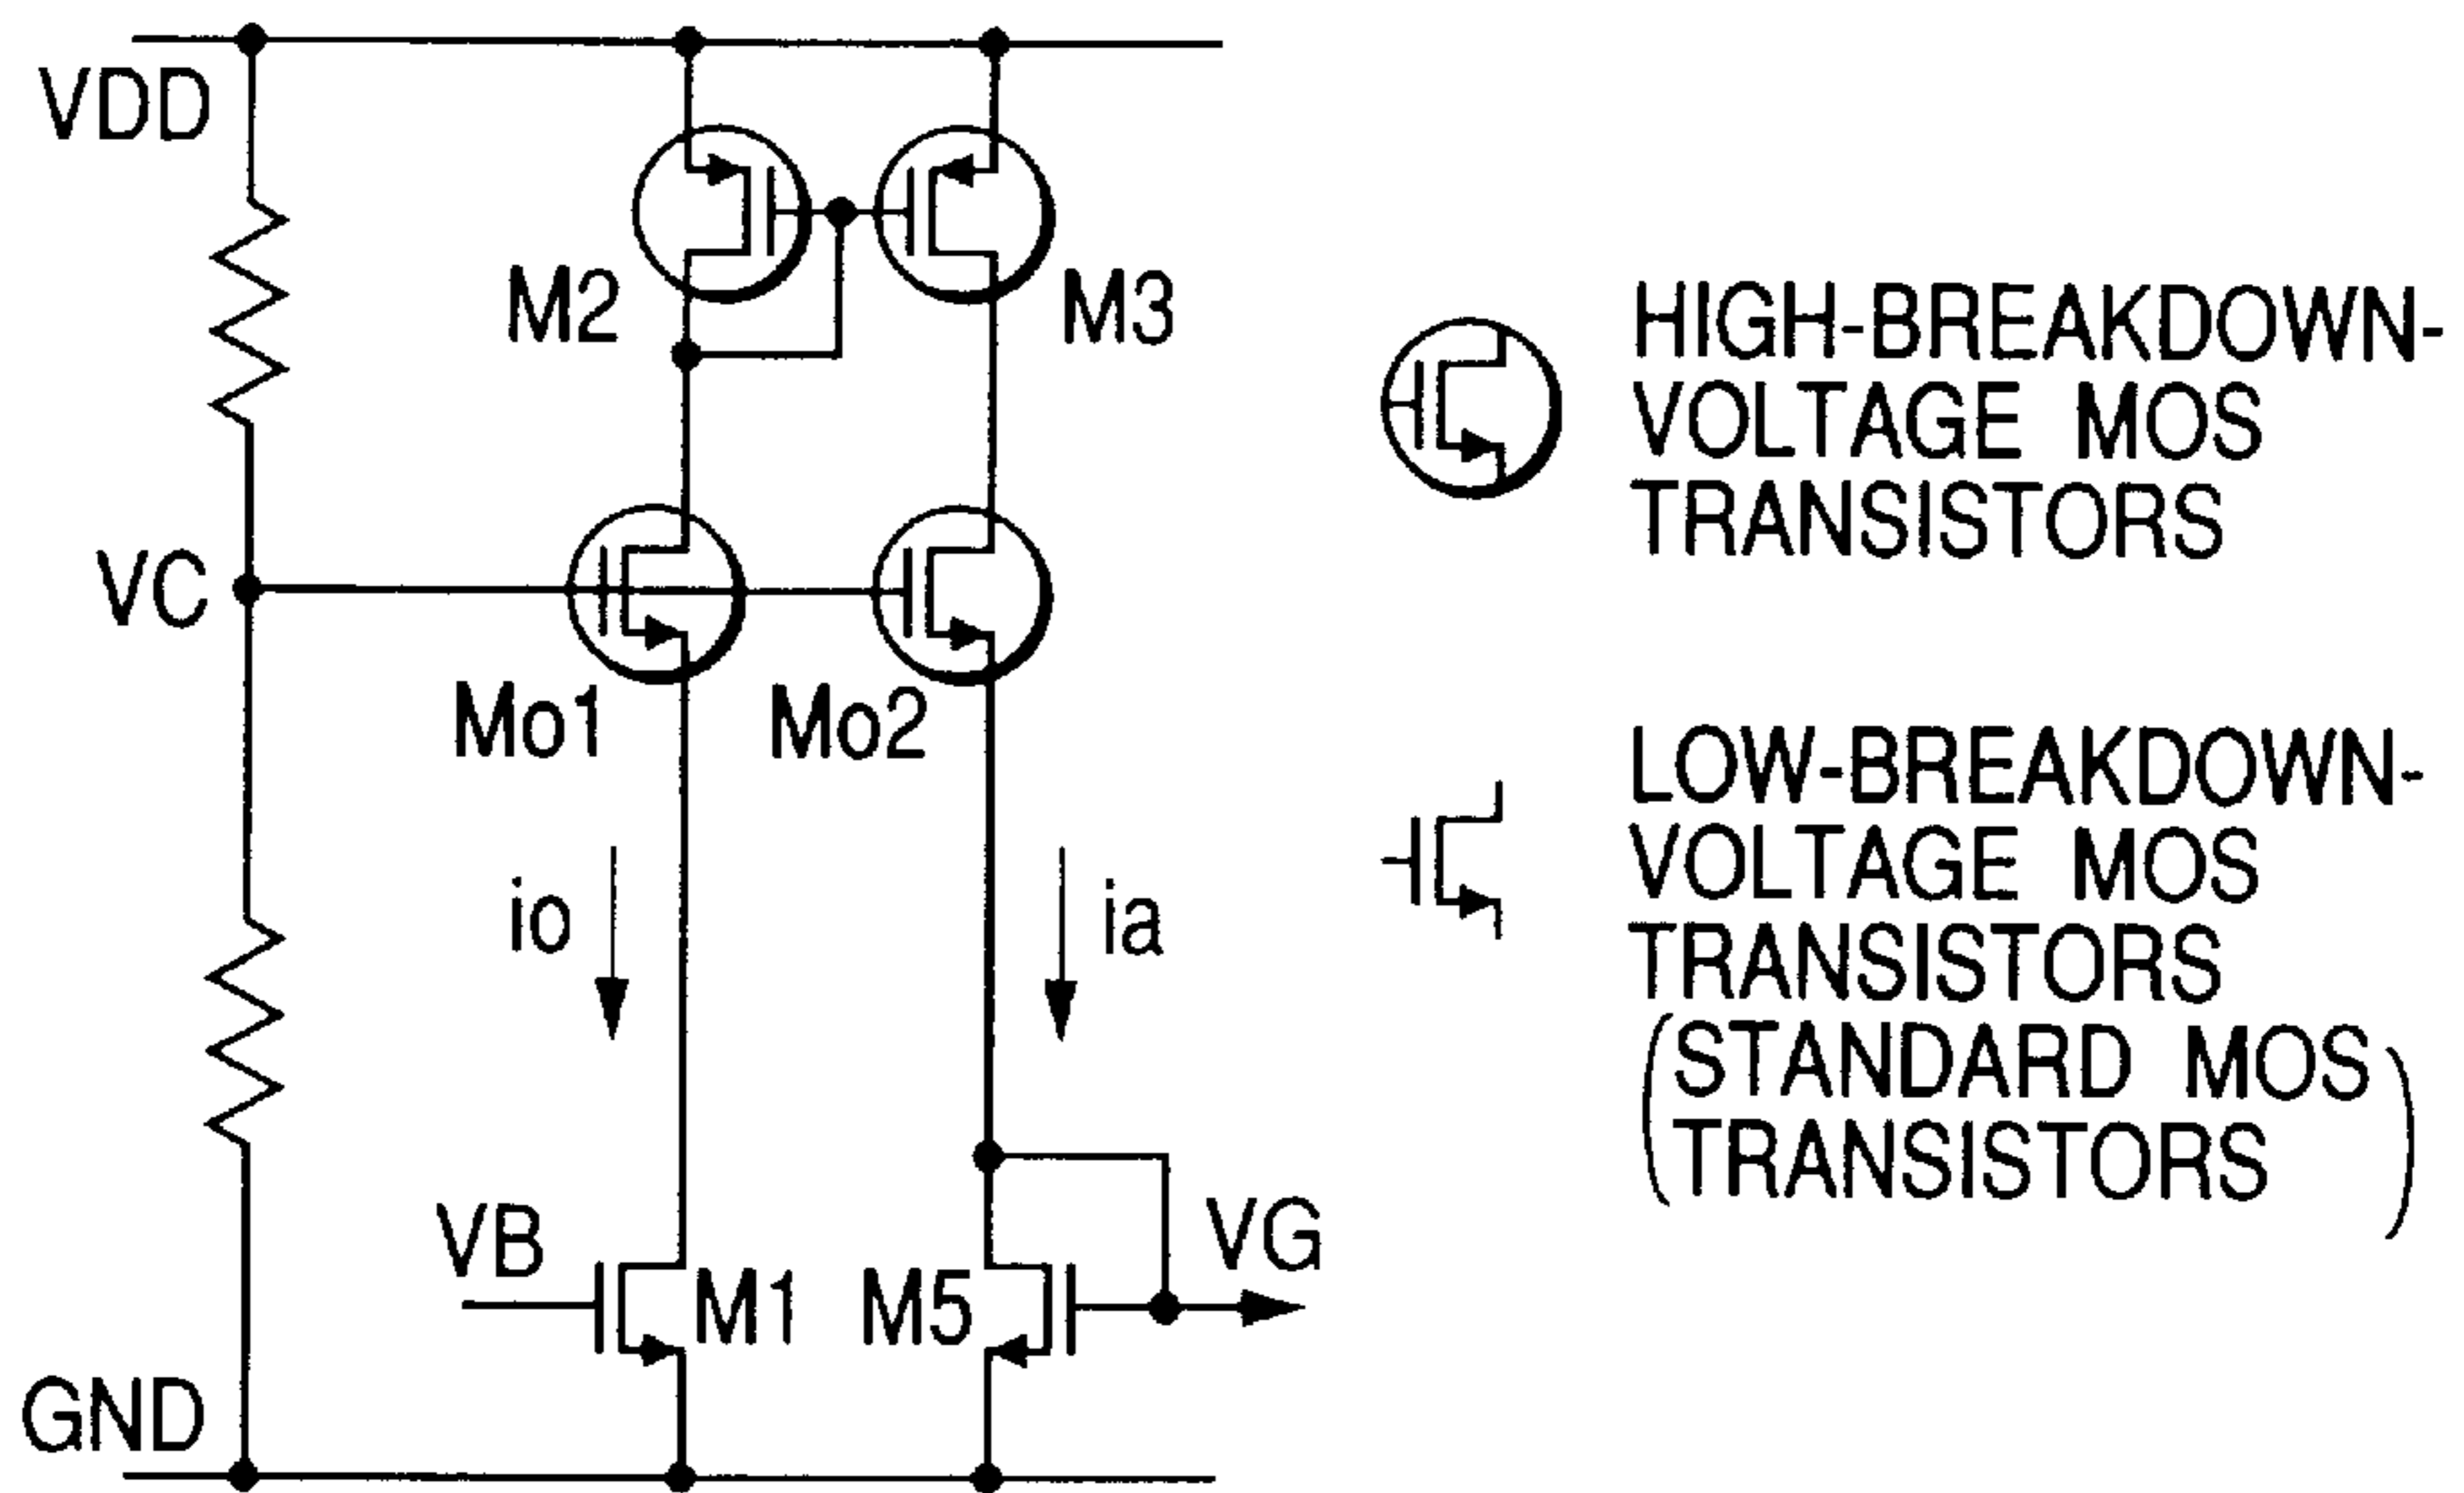 VDD
M2
M3
VC
Mo1
Mo2
io
ia
VB
M1
M5
VG
GND
HIGH-BREAKDOWN-
VOLTAGE MOS
TRANSISTORS
LOW-BREAKDOWN-
VOLTAGE MOS
TRANSISTORS
(STANDARD MOS
TRANSISTORS)